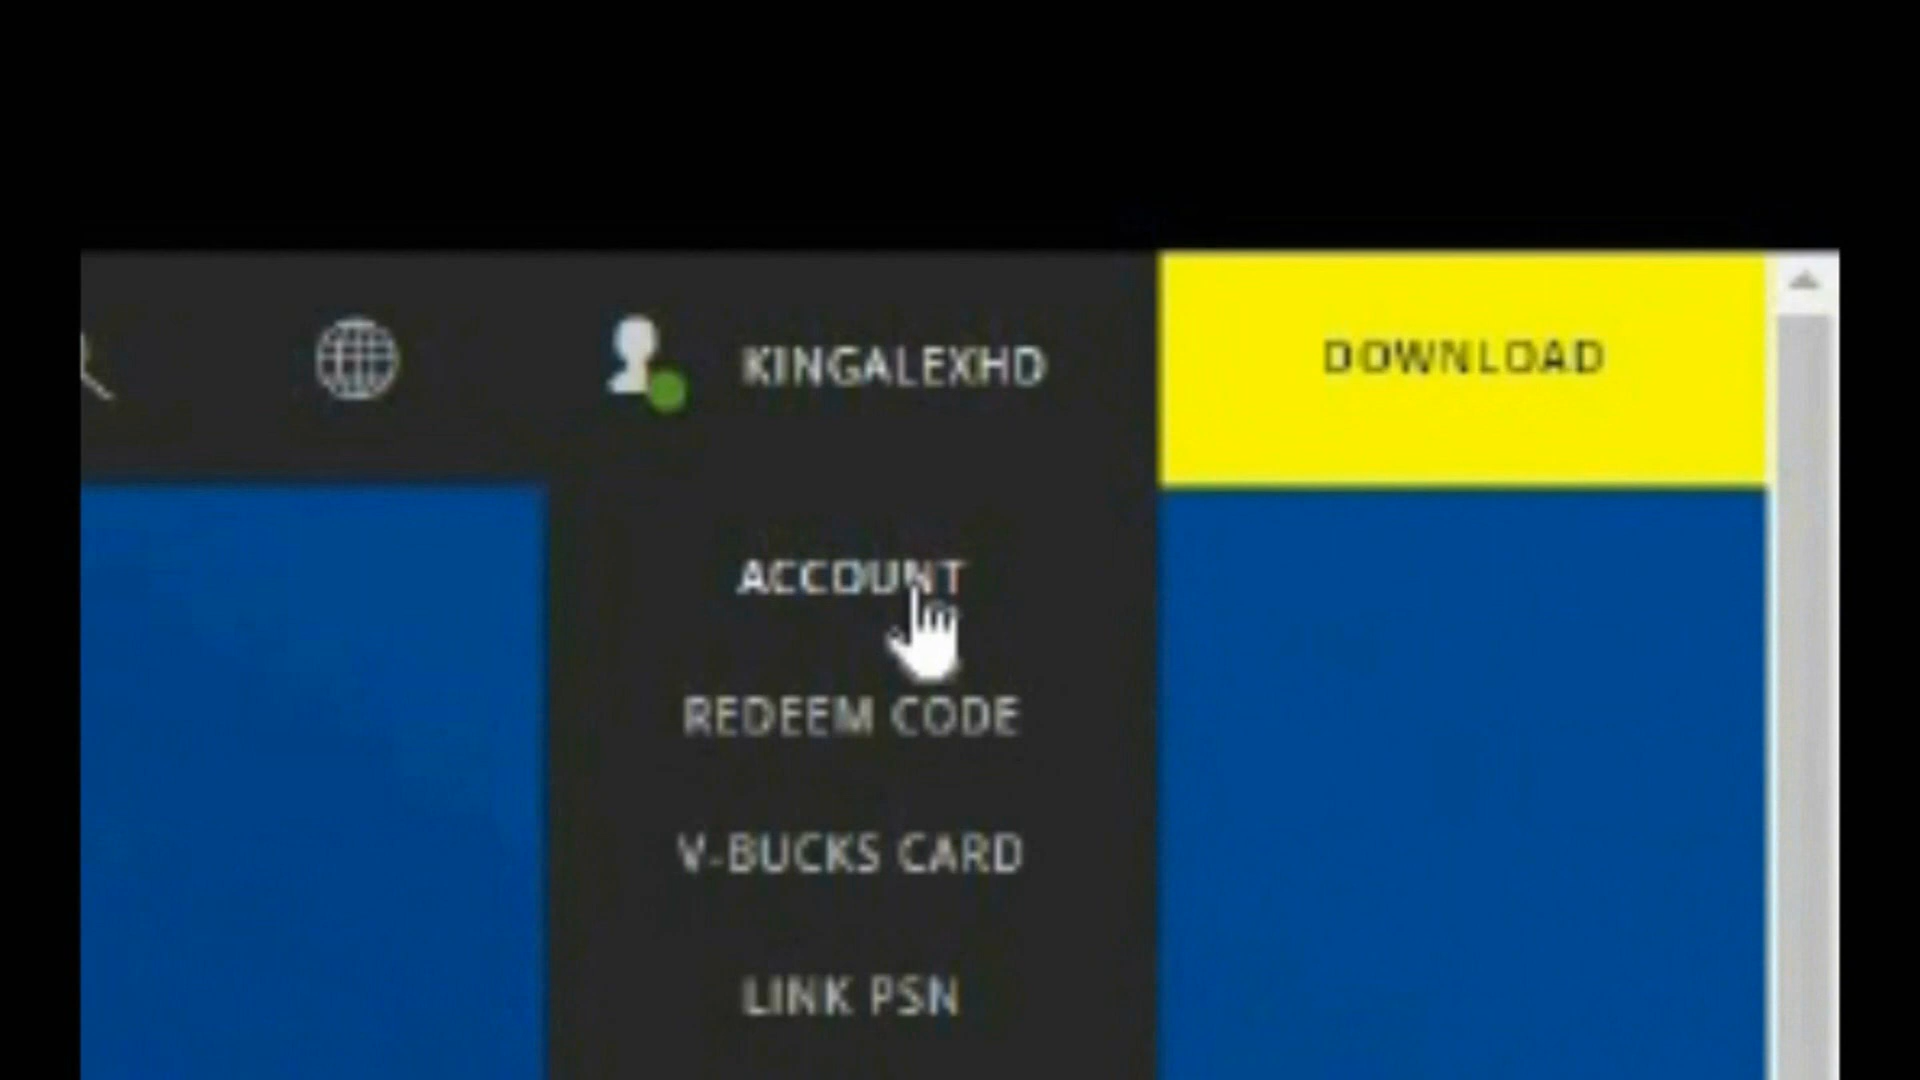 KINGALEXHD
DOWNLOAD
ACCOUNT
REDEEM CODE
V-BUCKS CARD
LINK PSN